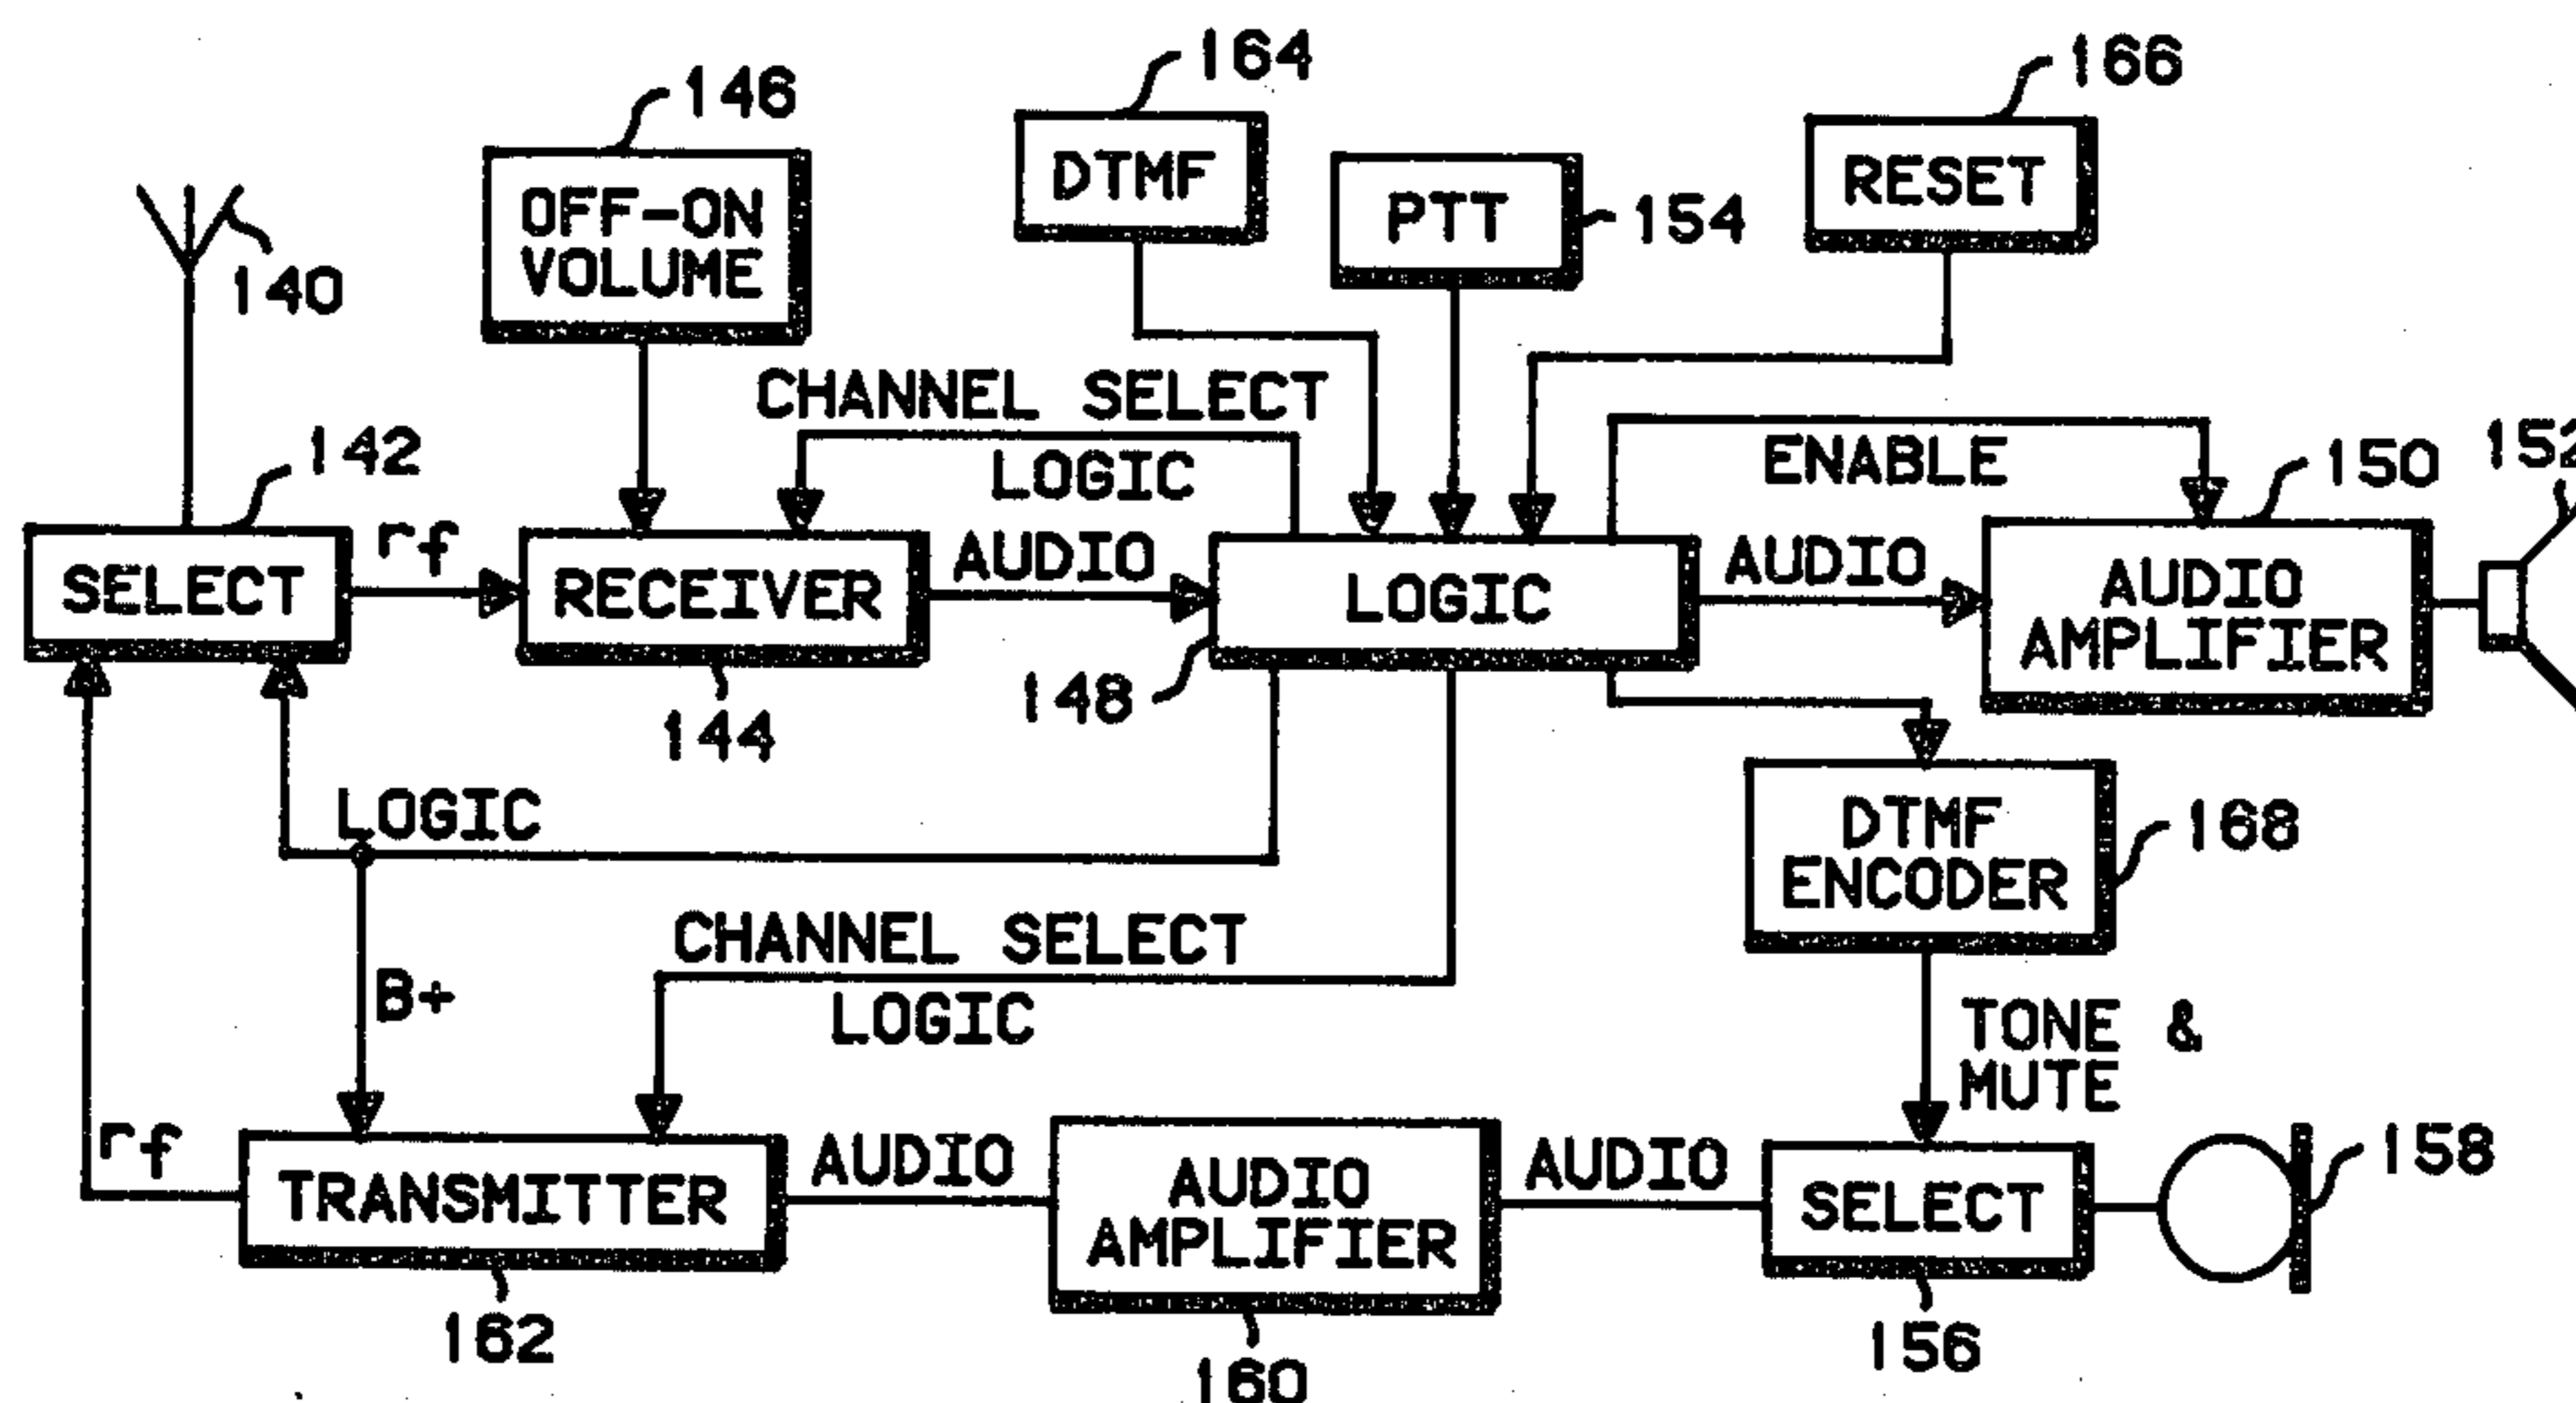 164
166
146
DTMF
RESET
OFF-ON
VOLUME
PTT
154
140
CHANNEL SELECT
LOGIC
142
ENABLE
150
rf
AUDIO
AUDIO
SELECT
RECEIVER
LOGIC
AUDIO
AMPLIFIER
148
144
LOGIC
DTMF
ENCODER
168
CHANNEL SELECT
LOGIC
B+
TONE &
MUTE
rf
AUDIO
AUDIO
158
TRANSMITTER
AUDIO
AMPLIFIER
SELECT
162
160
156